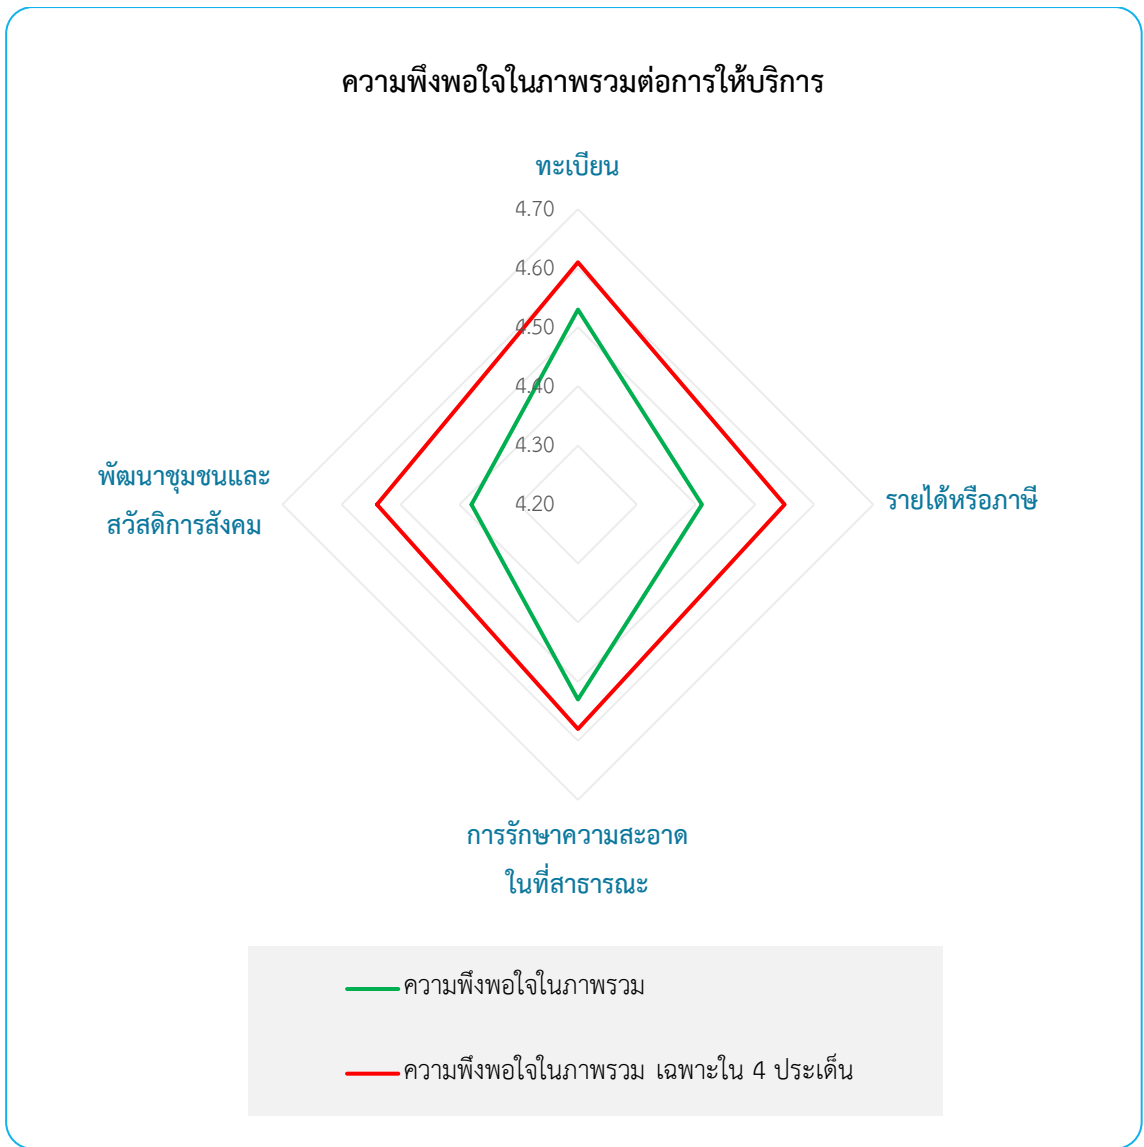 ความพึงพอใจในภาพรวมต่อการให้บริการ
ทะเบียน
4.70
4.60
4.50
4.40
4.30
4.20
พัฒนาชุมชนและ
สวัสดิการสังคม
รายได้หรือภาษี
การรักษาความสะอาด
ในที่สาธารณะ
ความพึงพอใจในภาพรวม
ความพึงพอใจในภาพรวม เฉพาะใน 4 ประเด็น